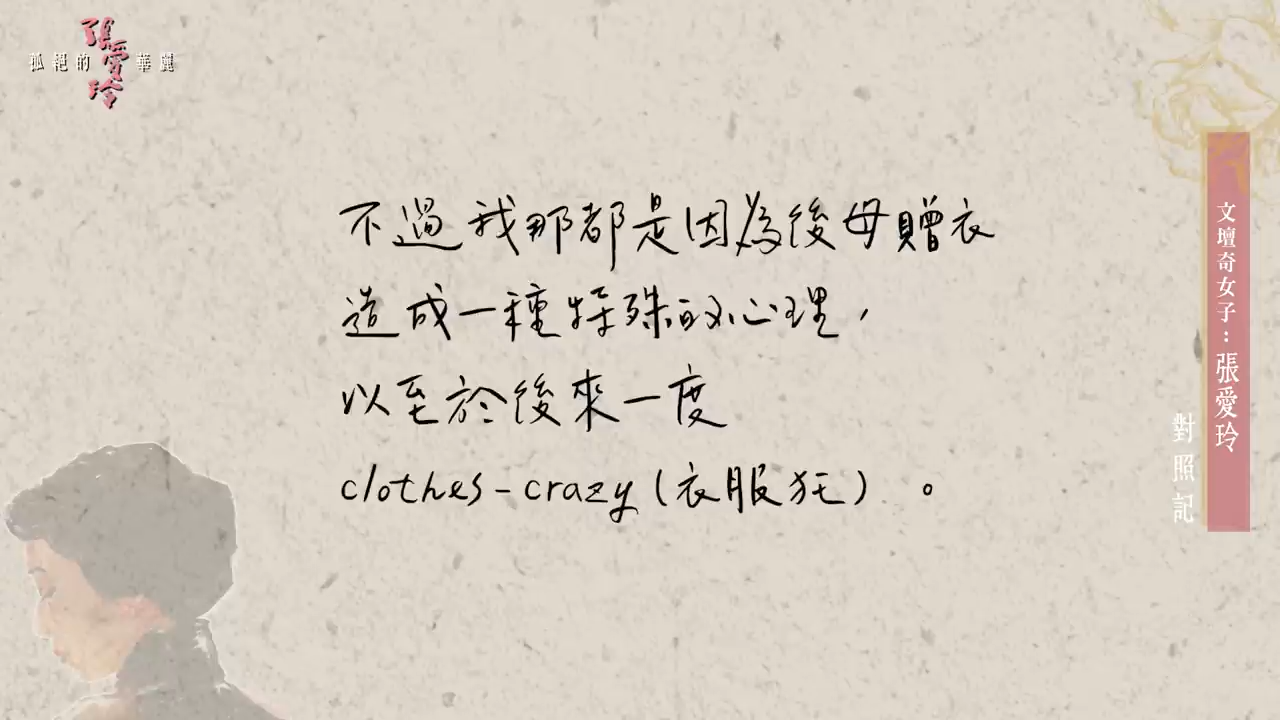 孤絕的 張愛玲 華麗
不過我那都是因為後母贈衣
造成一種特殊的心理，
以至於後來一度
clothes-crazy (衣服狂) 。
文壇奇女子：張愛玲
對照記